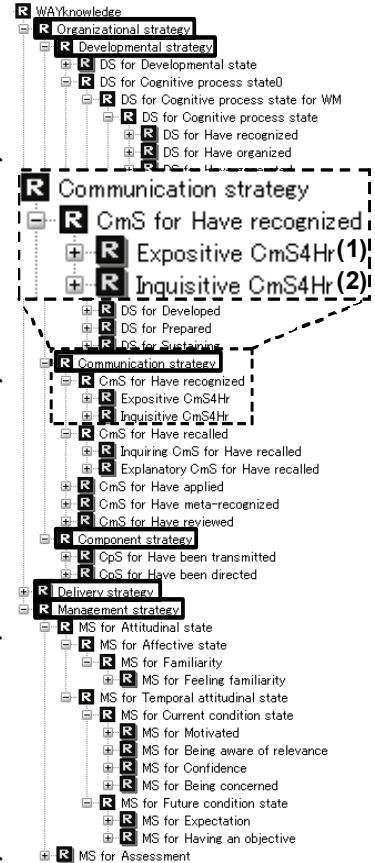 R WAYknowledge
R Organizational strategy
R Developmental strategy
R DS for Developmental state
R DS for Cognitive process state0
R DS for Cognitive process state for WM
R DS for Cognitive process state
R DS for Have recognized
R DS for Have organized
R Communication strategy
R CmS for Have recognized
R Expositive CmS4Hr (1)
R Inquisitive CmS4Hr (2)
R DS for Developed
R DS for Prepared
R DS for Sustaining
R Communication strategy
R CmS for Have recognized
R Expositive CmS4Hr
R Inquisitive CmS4Hr
R CmS for Have recalled
R Inquiring CmS for Have recalled
R Explanatory CmS for Have recalled
R CmS for Have applied
R CmS for Have meta-recognized
R CmS for Have reviewed
R Component strategy
R CpS for Have been transmitted
R CpS for Have been directed
R Delivery strategy
R Management strategy
R MS for Attitudinal state
R MS for Affective state
R MS for Familiarity
R MS for Feeling familiarity
R MS for Temporal attitudinal state
R MS for Current condition state
R MS for Motivated
R MS for Being aware of relevance
R MS for Confidence
R MS for Being concerned
R MS for Future condition state
R MS for Expectation
R MS for Having an objective
R MS for Assessment